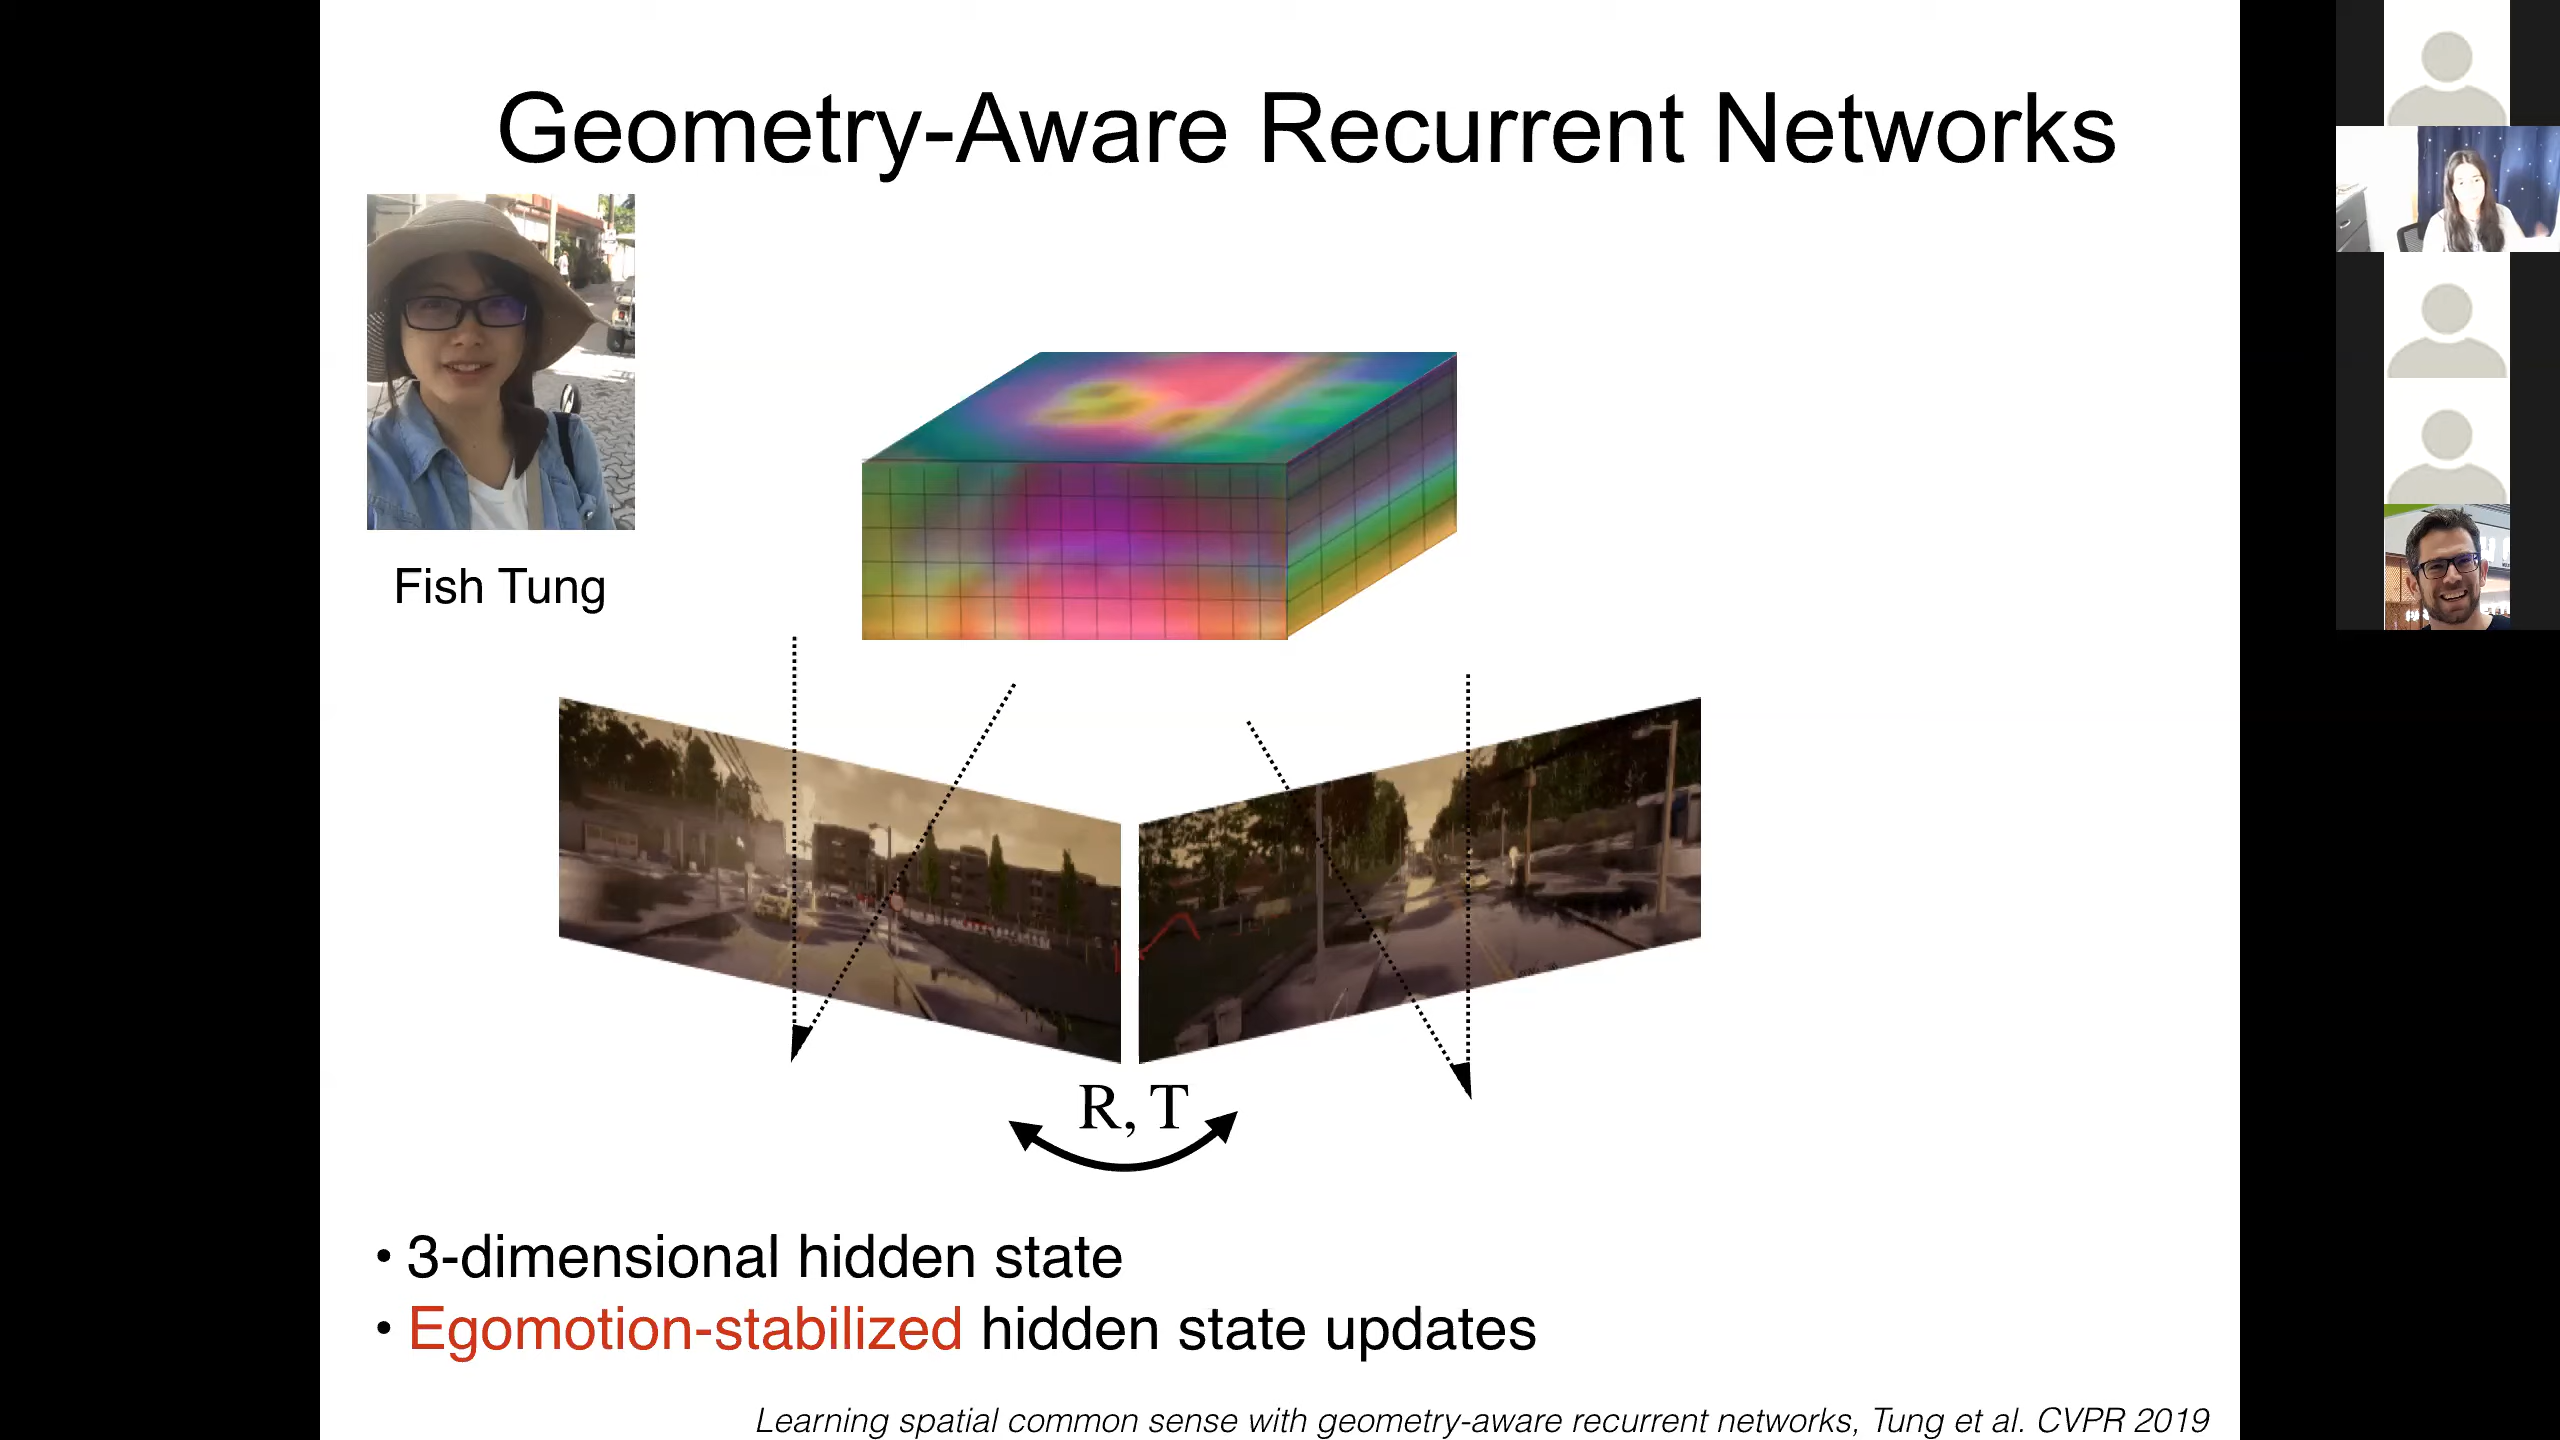 Geometry-Aware Recurrent Networks
Fish Tung
R, T
• 3-dimensional hidden state
• Egomotion-stabilized hidden state updates
Learning spatial common sense with geometry-aware recurrent networks, Tung et al. CVPR 2019